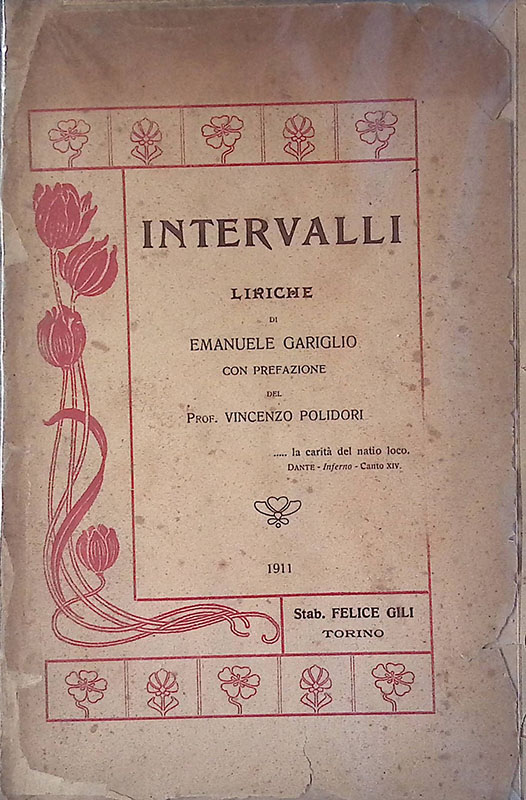 INTERVALLI
LIRICHE
DI
EMANUELE GARIGLIO
CON PREFAZIONE
DEL
PROF. VINCENZO POLIDORI
..... la carità del natio loco.
DANTE - Inferno - Canto XIV.
1911
Stab. FELICE GILI
TORINO